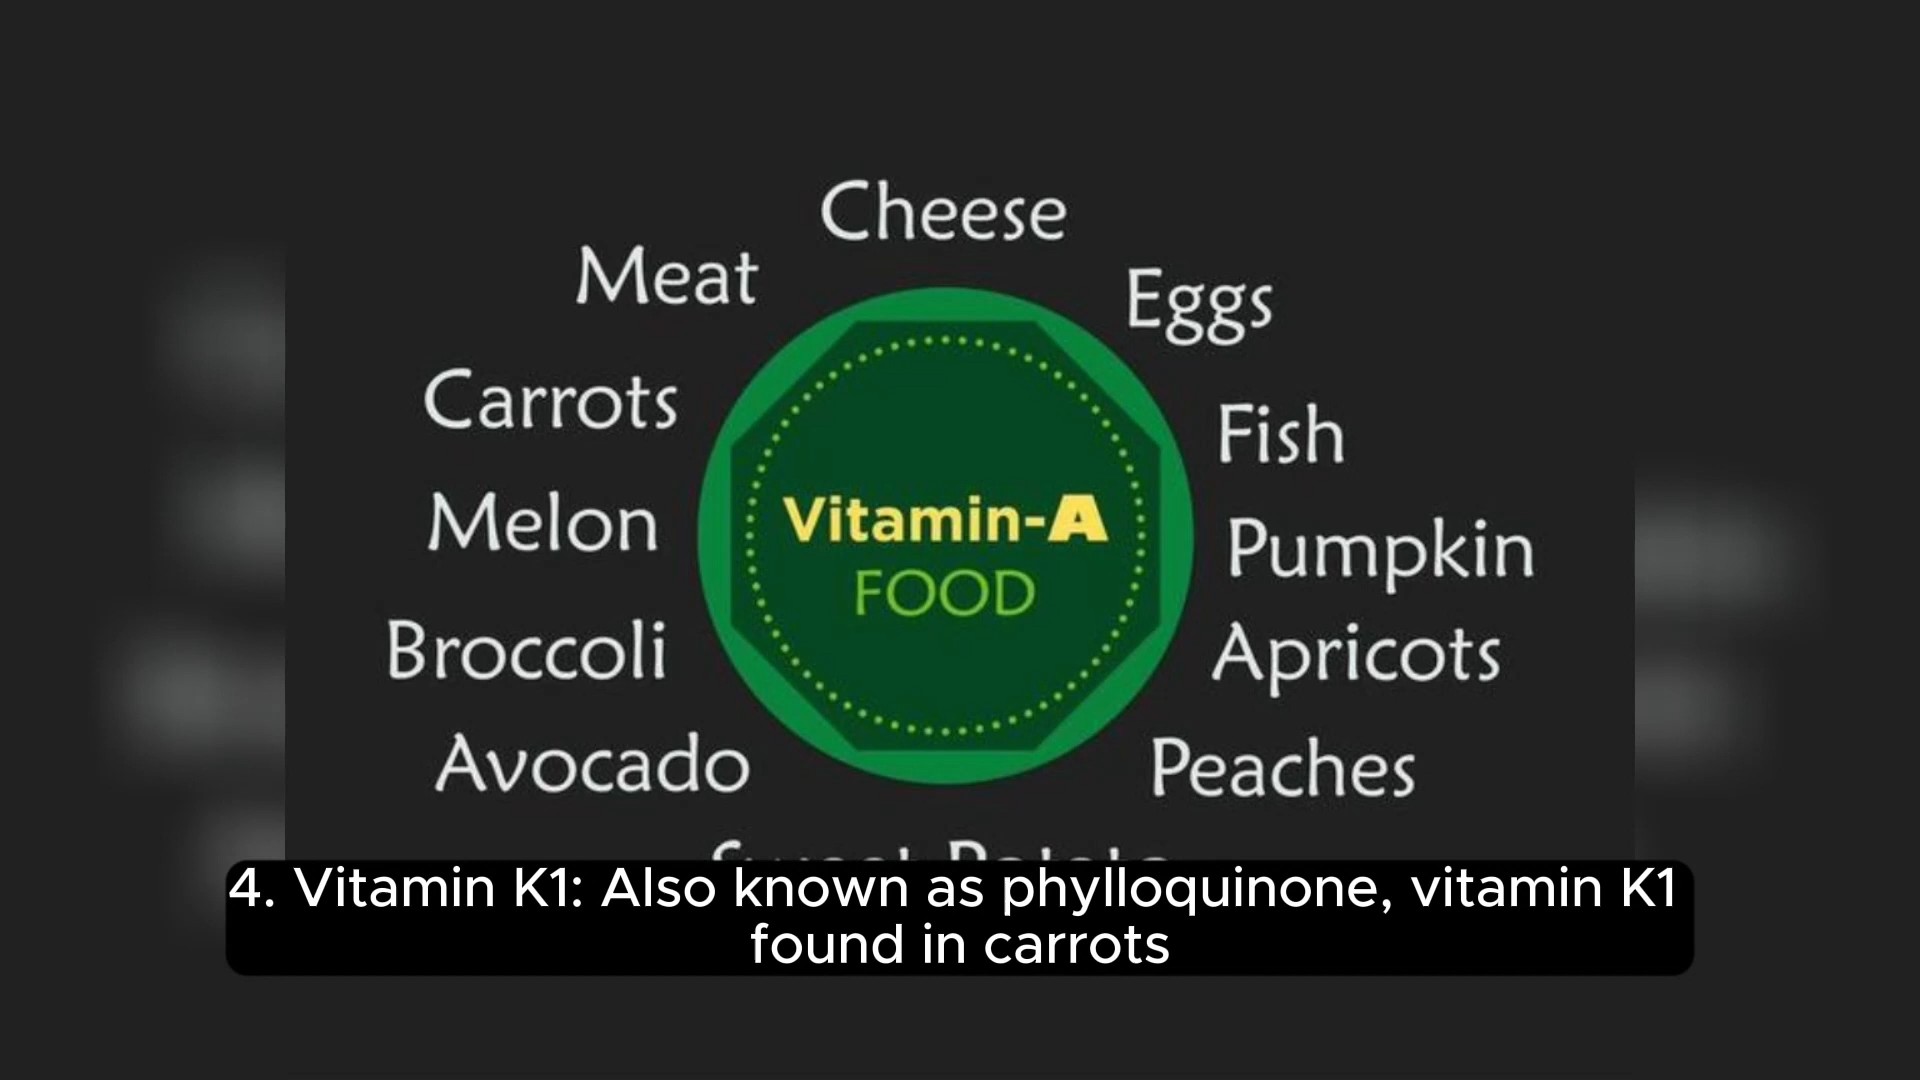 Cheese
Meat
Eggs
Carrots
Fish
Melon
Vitamin-A
FOOD
Pumpkin
Broccoli
Apricots
Avocado
Peaches
4. Vitamin K1: Also known as phylloquinone, vitamin K1
found in carrots